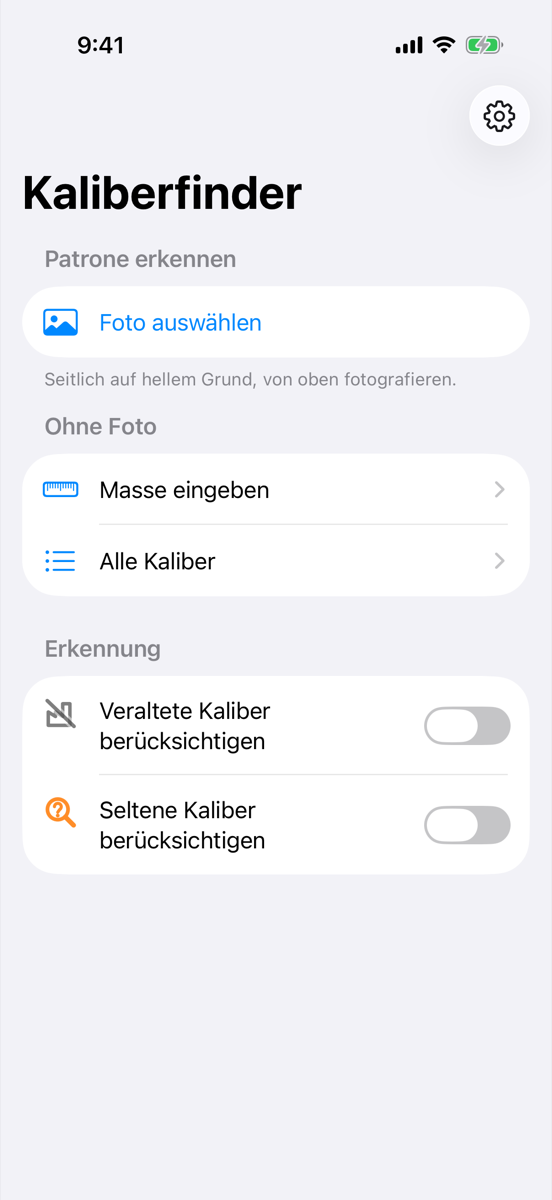 9:41
Kaliberfinder
Patrone erkennen
Foto auswählen
Seitlich auf hellem Grund, von oben fotografieren.
Ohne Foto
Masse eingeben
Alle Kaliber
Erkennung
Veraltete Kaliber
berücksichtigen
Seltene Kaliber
berücksichtigen